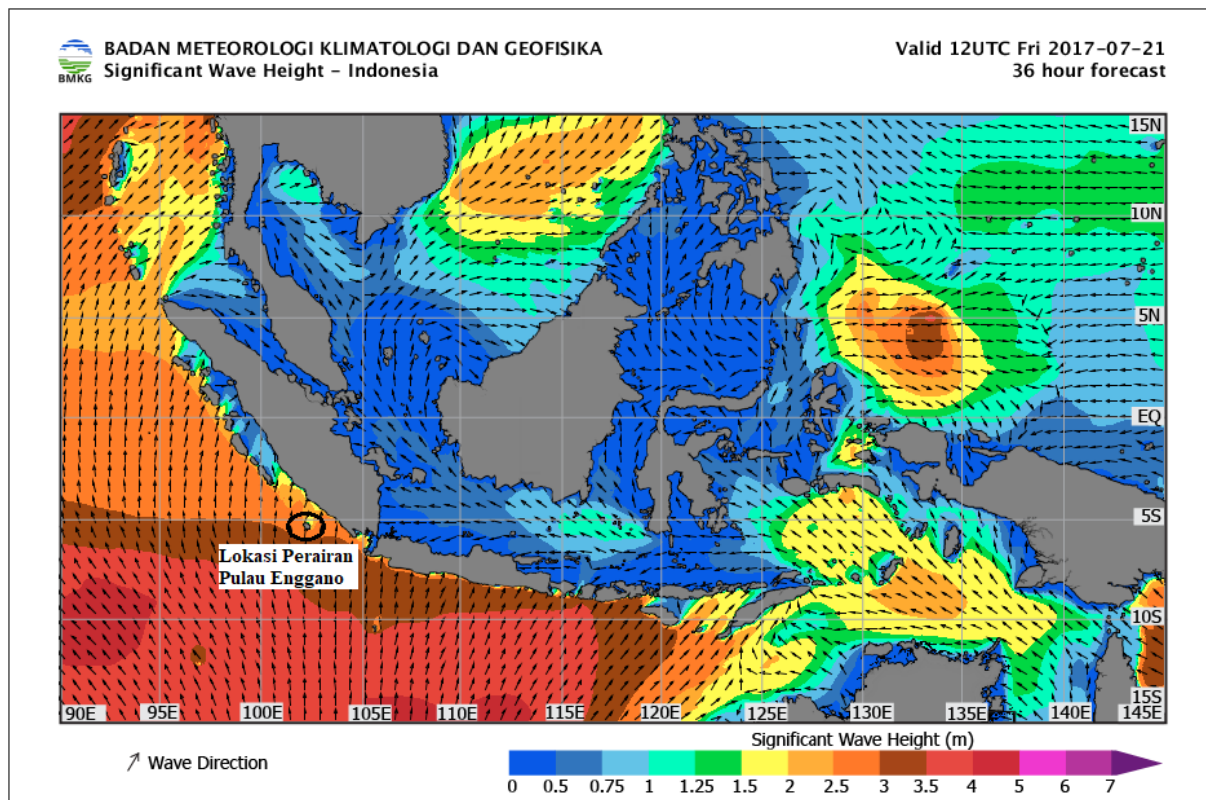 BADAN METEOROLOGI KLIMATOLOGI DAN GEOFISIKA
Significant Wave Height - Indonesia
BMKG
Valid 12UTC Fri 2017-07-21
36 hour forecast
15N
10N
5N
EQ
5S
10S
15S
Lokasi Perairan
Pulau Enggano
90E 95E 100E 105E 110E 115E 120E 125E 130E 135E 140E 145E
Wave Direction
Significant Wave Height (m)
0 0.5 0.75 1 1.25 1.5 2 2.5 3 3.5 4 5 6 7